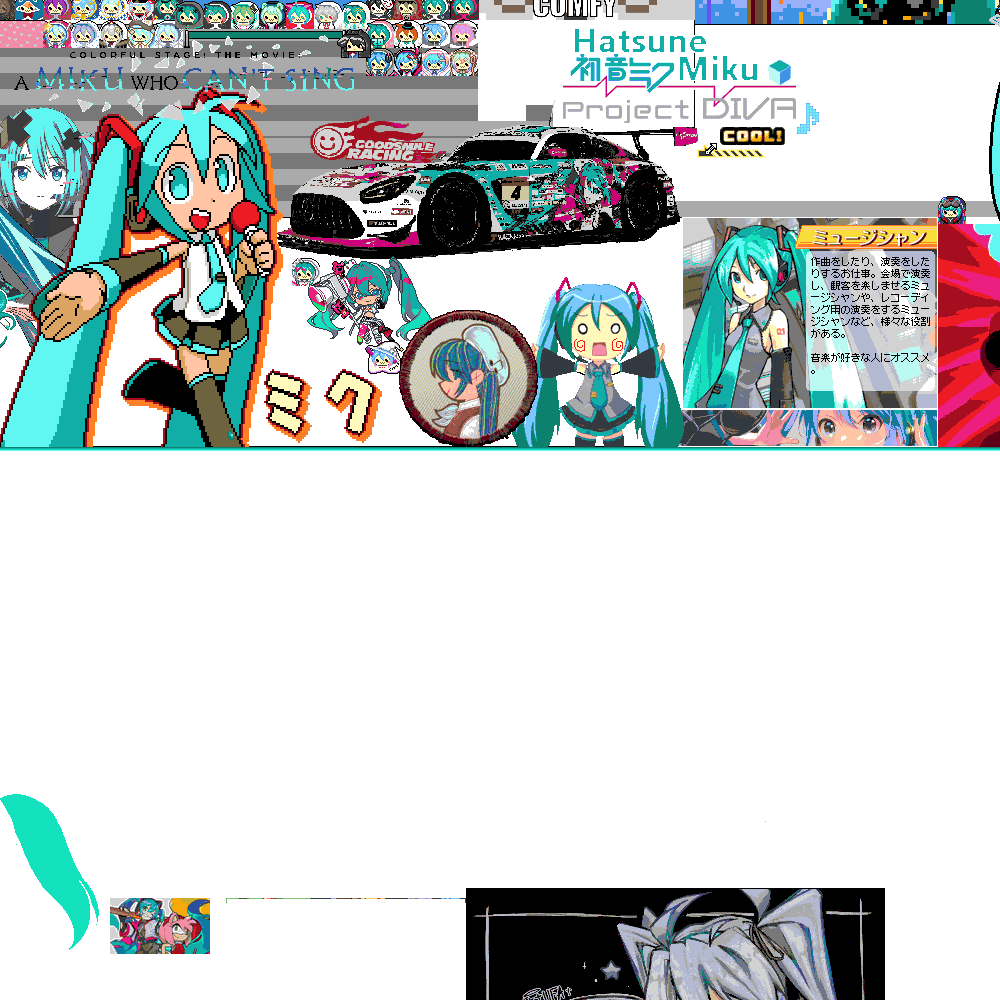 COMFY
Hatsune
初音ミク Miku
Project DIVA
COOL!
COLORFUL STAGE! THE MOVIE:
A MIKU WHO CAN'T SING
GOODSMILE
RACING
4
ミュージシャン
作曲をしたり、演奏をした
りするお仕事。会場で演奏
し、観客を楽しませるミュ
ージシャンや、レコーディ
ング用の演奏をするミュー
ジシャンなど、様々な役割
がある。
音楽が好きな人にオススメ
。
ミク